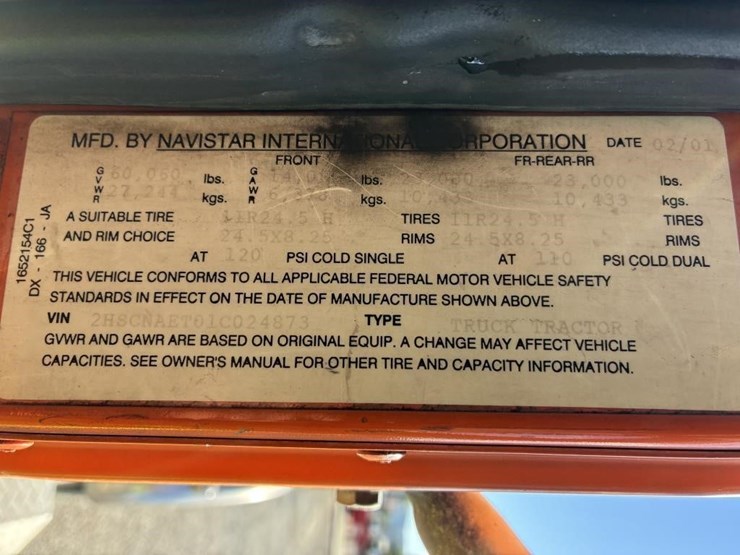 MFD. BY NAVISTAR INTERN ONA RPORATION DATE 02/01
FRONT FR-REAR-RR
GVWR 60,060 lbs. GAWR lbs. 23,000 lbs.
27,244 kgs. kgs. 10,433 kgs.
A SUITABLE TIRE 11R24.5 H TIRES 11R24.5 H TIRES
AND RIM CHOICE 24.5X8.25 RIMS 24.5X8.25 RIMS
AT 120 PSI COLD SINGLE AT 110 PSI COLD DUAL
THIS VEHICLE CONFORMS TO ALL APPLICABLE FEDERAL MOTOR VEHICLE SAFETY
STANDARDS IN EFFECT ON THE DATE OF MANUFACTURE SHOWN ABOVE.
VIN 2HSCNAET01C024873 TYPE TRUCK TRACTOR
GVWR AND GAWR ARE BASED ON ORIGINAL EQUIP. A CHANGE MAY AFFECT VEHICLE
CAPACITIES. SEE OWNER'S MANUAL FOR OTHER TIRE AND CAPACITY INFORMATION.
1652154C1
DX - 166 - JA